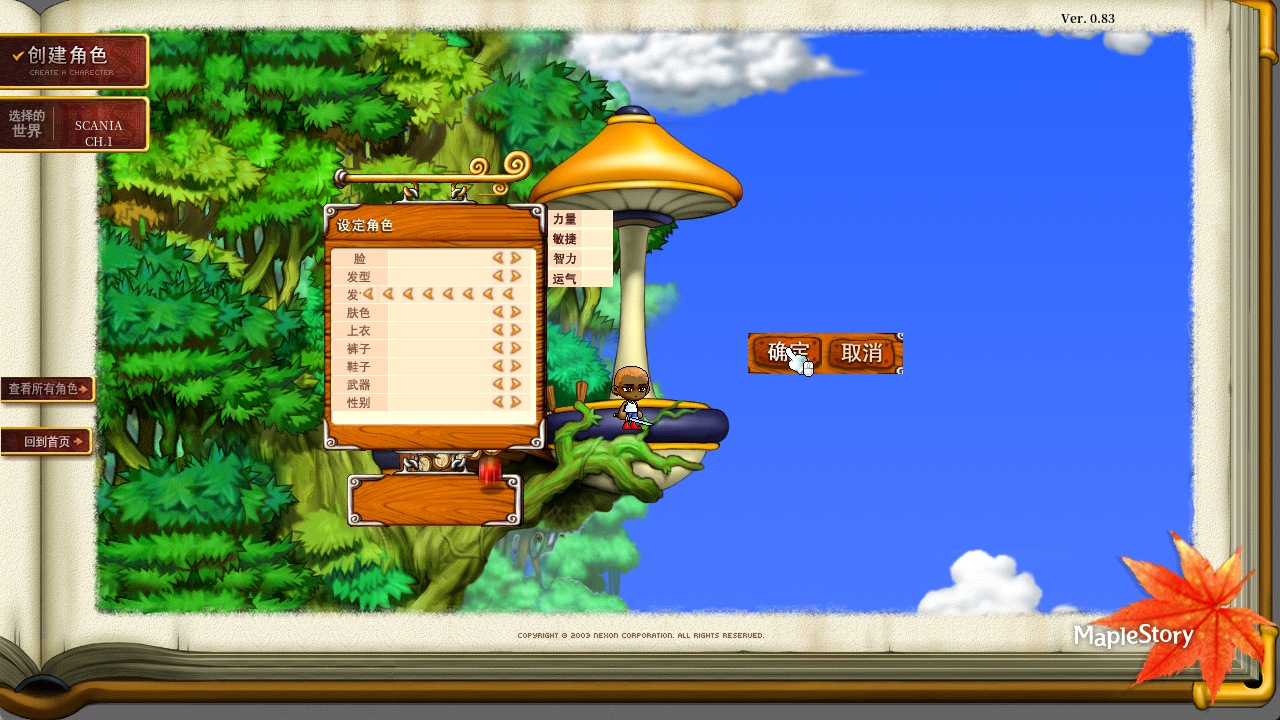 Ver. 0.83
创建角色
CREATE A CHARECTER
选择的
世界
SCANIA
CH.1
设定角色
脸
发型
发
肤色
上衣
裤子
鞋子
武器
性别
力量
敏捷
智力
运气
确定
取消
查看所有角色
回到首页
COPYRIGHT © 2003 NEXON CORPORATION. ALL RIGHTS RESERVED.
MapleStory